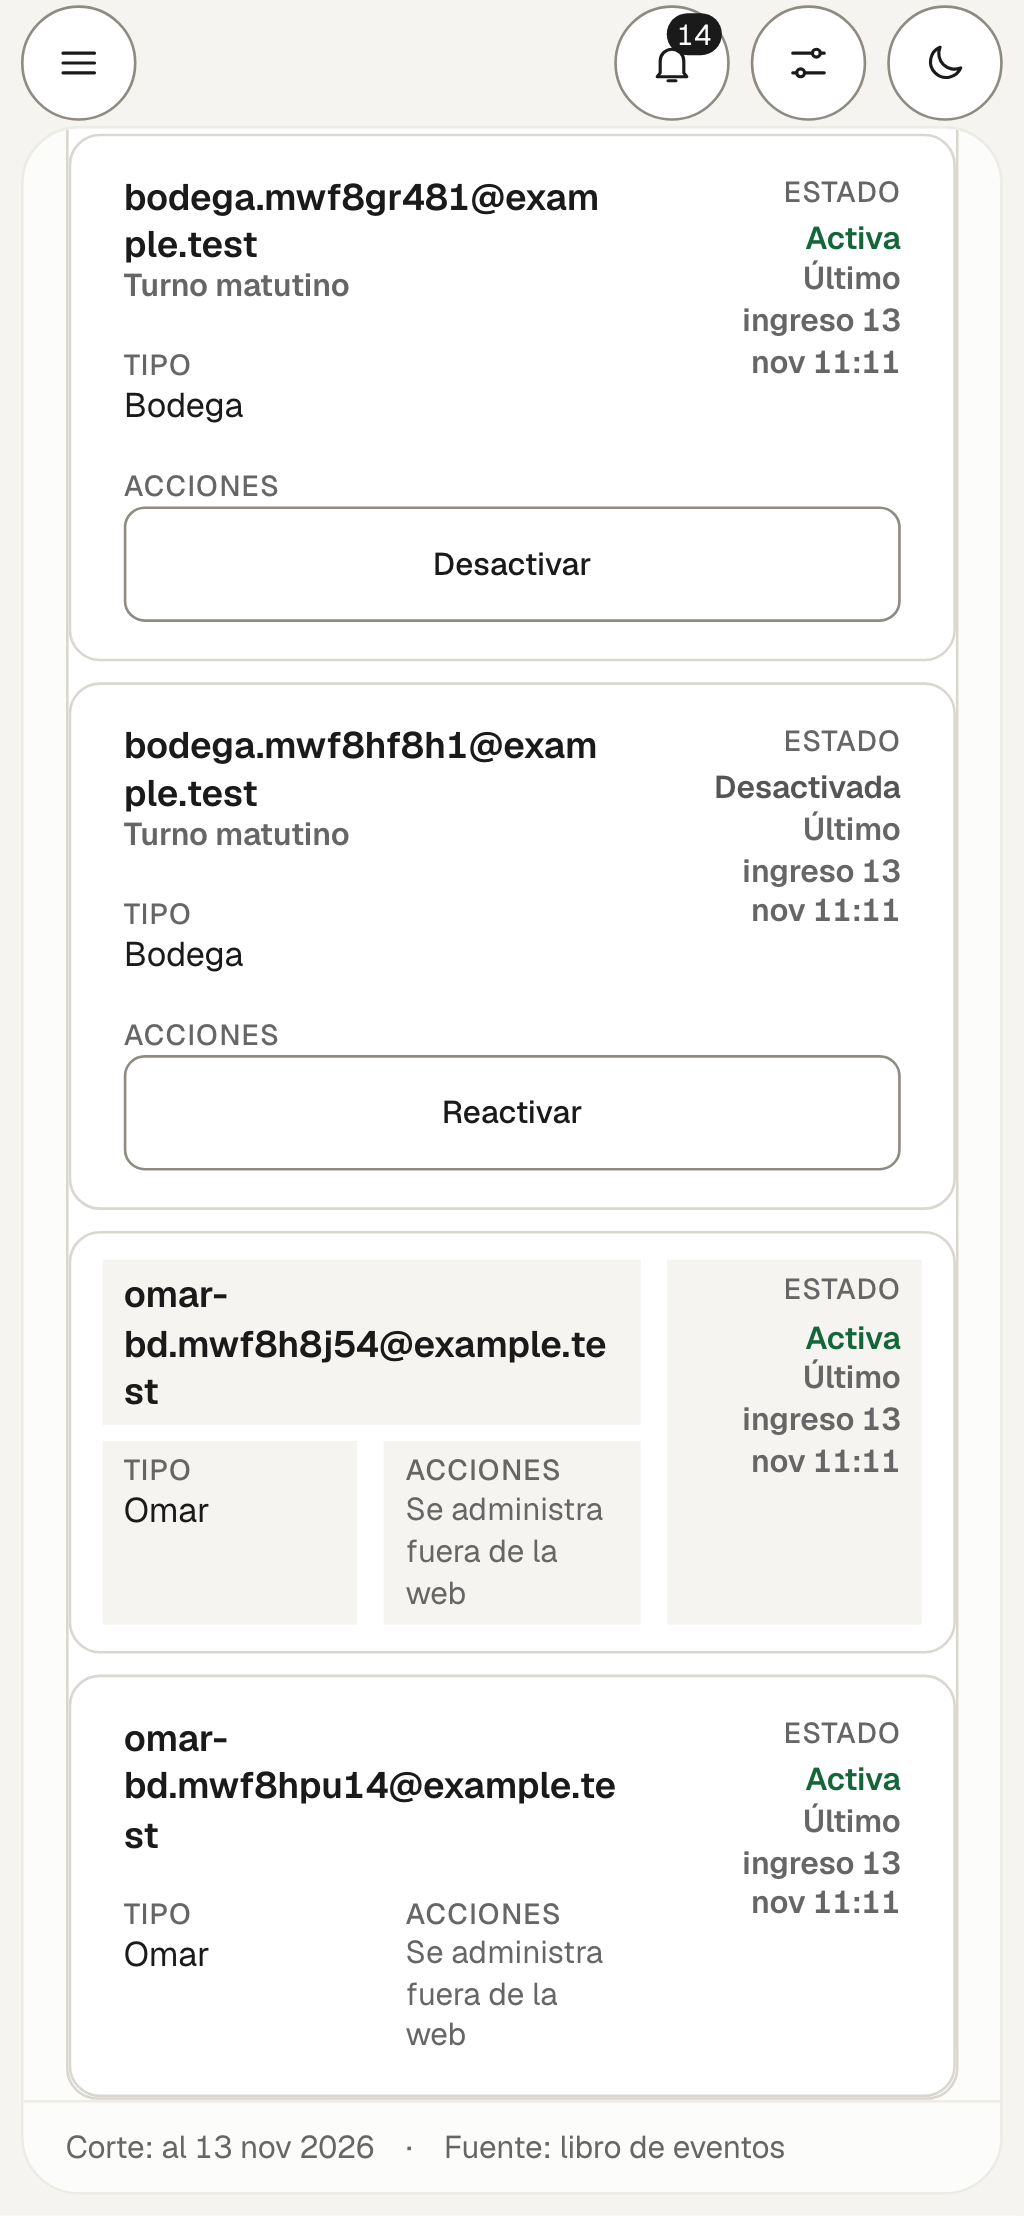 14
bodega.mwf8gr481@exam
ple.test
Turno matutino
ESTADO
Activa
Último
ingreso 13
nov 11:11
TIPO
Bodega
ACCIONES
Desactivar
bodega.mwf8hf8h1@exam
ple.test
Turno matutino
ESTADO
Desactivada
Último
ingreso 13
nov 11:11
TIPO
Bodega
ACCIONES
Reactivar
omar-
bd.mwf8h8j54@example.te
st
ESTADO
Activa
Último
ingreso 13
nov 11:11
TIPO
Omar
ACCIONES
Se administra
fuera de la
web
omar-
bd.mwf8hpu14@example.te
st
ESTADO
Activa
Último
ingreso 13
nov 11:11
TIPO
Omar
ACCIONES
Se administra
fuera de la
web
Corte: al 13 nov 2026 · Fuente: libro de eventos